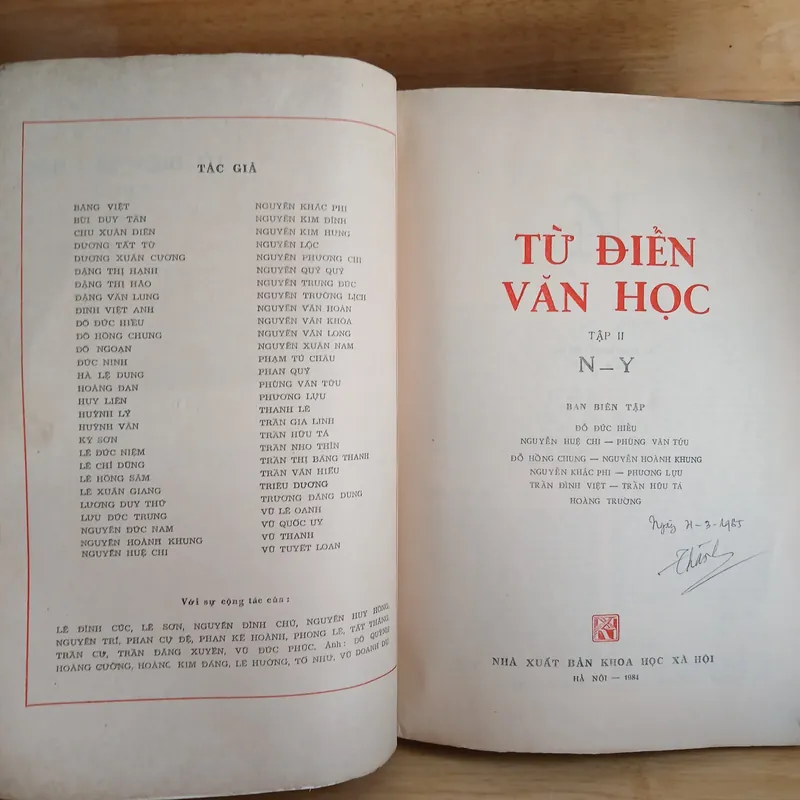 TÁC GIẢ
BẰNG VIỆT
BÙI DUY TÂN
CHU XUÂN DIÊN
DƯƠNG TẤT TỪ
DƯƠNG XUÂN CƯƠNG
ĐẶNG THỊ HẠNH
ĐẶNG THỊ HẢO
ĐẶNG VĂN LUNG
ĐINH VIỆT ANH
ĐỖ ĐỨC HIỂU
ĐỖ HỒNG CHUNG
ĐỖ NGOẠN
ĐỨC NINH
HÀ LỆ DUNG
HOÀNG ĐAN
HUY LIÊN
HUỲNH LÝ
HUỲNH VÂN
KỲ SƠN
LÊ ĐỨC NIỆM
LÊ CHÍ DŨNG
LÊ HỒNG SÂM
LÊ XUÂN GIANG
LƯƠNG DUY THỨ
LƯU ĐỨC TRUNG
NGUYỄN ĐỨC NAM
NGUYỄN HOÀNH KHUNG
NGUYỄN HUỆ CHI
NGUYỄN KHẮC PHI
NGUYỄN KIM ĐÍNH
NGUYỄN KIM HƯNG
NGUYỄN LỘC
NGUYỄN PHƯƠNG CHI
NGUYỄN QUÝ QUÝ
NGUYỄN TRUNG ĐỨC
NGUYỄN TRƯỜNG LỊCH
NGUYỄN VĂN HOÀN
NGUYỄN VĂN KHỎA
NGUYỄN VĂN LONG
NGUYỄN XUÂN NAM
PHẠM TÚ CHÂU
PHAN QUÝ
PHÙNG VĂN TỬU
PHƯƠNG LỰU
THANH LÊ
TRẦN GIA LINH
TRẦN HỮU TÁ
TRẦN NHO THÌN
TRẦN THỊ BĂNG THANH
TRẦN VĂN HIẾU
TRIÊU DƯƠNG
TRƯƠNG ĐĂNG DUNG
VŨ LÊ OANH
VŨ QUỐC UY
VŨ THANH
VŨ TUYẾT LOAN
Với sự cộng tác của :
LÊ ĐÌNH CÚC, LÊ SƠN, NGUYỄN ĐÌNH CHÚ, NGUYỄN HUY HỒNG,
NGUYỄN TRÍ, PHAN CỰ ĐỆ, PHAN KẾ HOÀNH, PHONG LÊ, TẤT THẮNG,
TRẦN CƯ, TRẦN ĐĂNG XUYỀN, VŨ ĐỨC PHÚC. Ảnh : ĐỖ QUỲNH
HOÀNG CƯỜNG, HOÀNG KIM ĐÁNG, LÊ HƯỜNG, TỐ NHƯ, VŨ DOANH
TỪ ĐIỂN
VĂN HỌC
TẬP II
N–Y
BAN BIÊN TẬP
ĐỖ ĐỨC HIỂU
NGUYỄN HUỆ CHI – PHÙNG VĂN TỬU
ĐỖ HỒNG CHUNG – NGUYỄN HOÀNH KHUNG
NGUYỄN KHẮC PHI – PHƯƠNG LỰU
TRẦN ĐÌNH VIỆT – TRẦN HỮU TÁ
HOÀNG TRƯỜNG
Ngày 21-3-1985
NHÀ XUẤT BẢN KHOA HỌC XÃ HỘI
HÀ NỘI – 1984